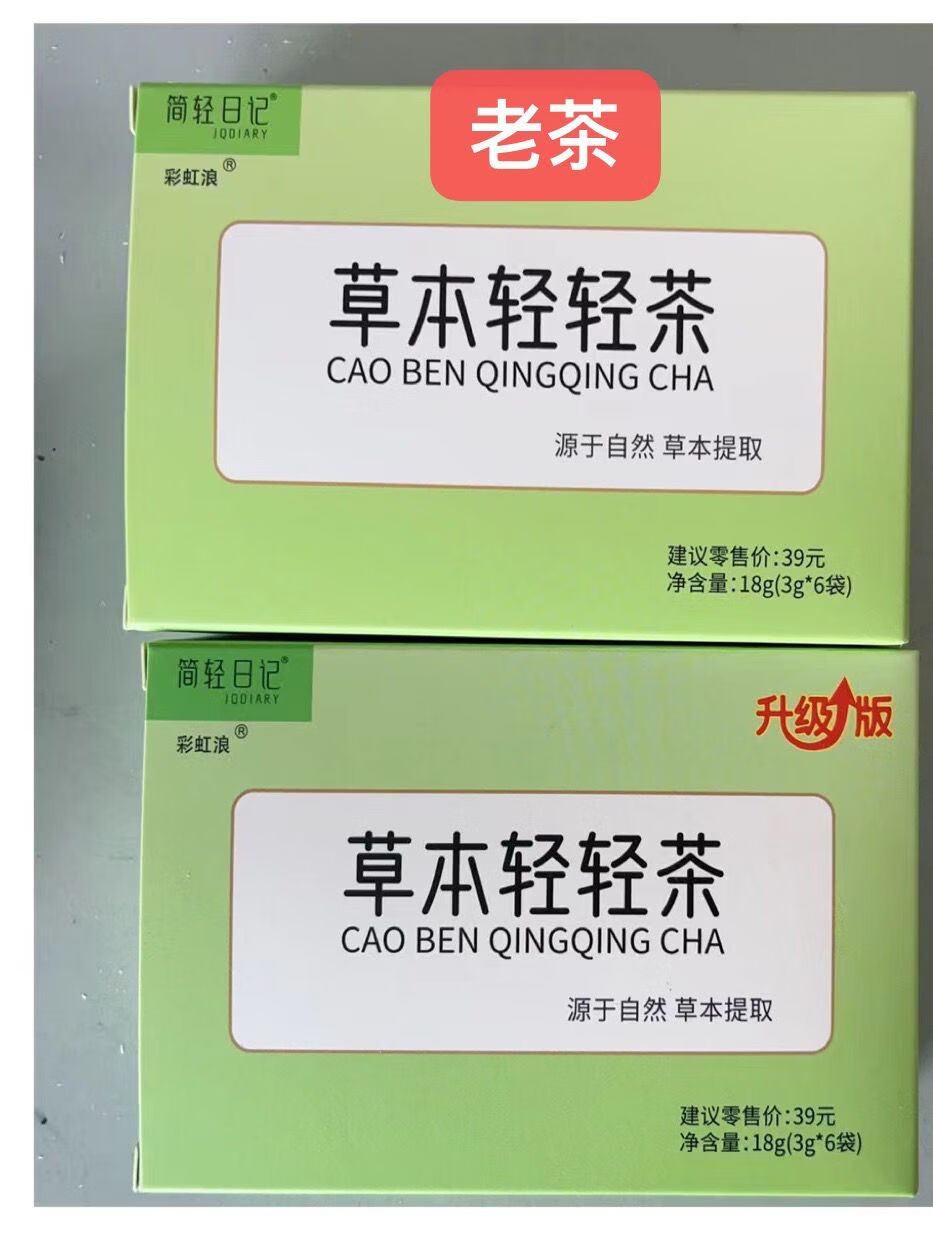 简轻日记®
JQDIARY
彩虹浪®
老茶
草本轻轻茶
CAO BEN QINGQING CHA
源于自然 草本提取
建议零售价:39元
净含量:18g(3g*6袋)
简轻日记®
JQDIARY
彩虹浪®
升级版
草本轻轻茶
CAO BEN QINGQING CHA
源于自然 草本提取
建议零售价:39元
净含量:18g(3g*6袋)